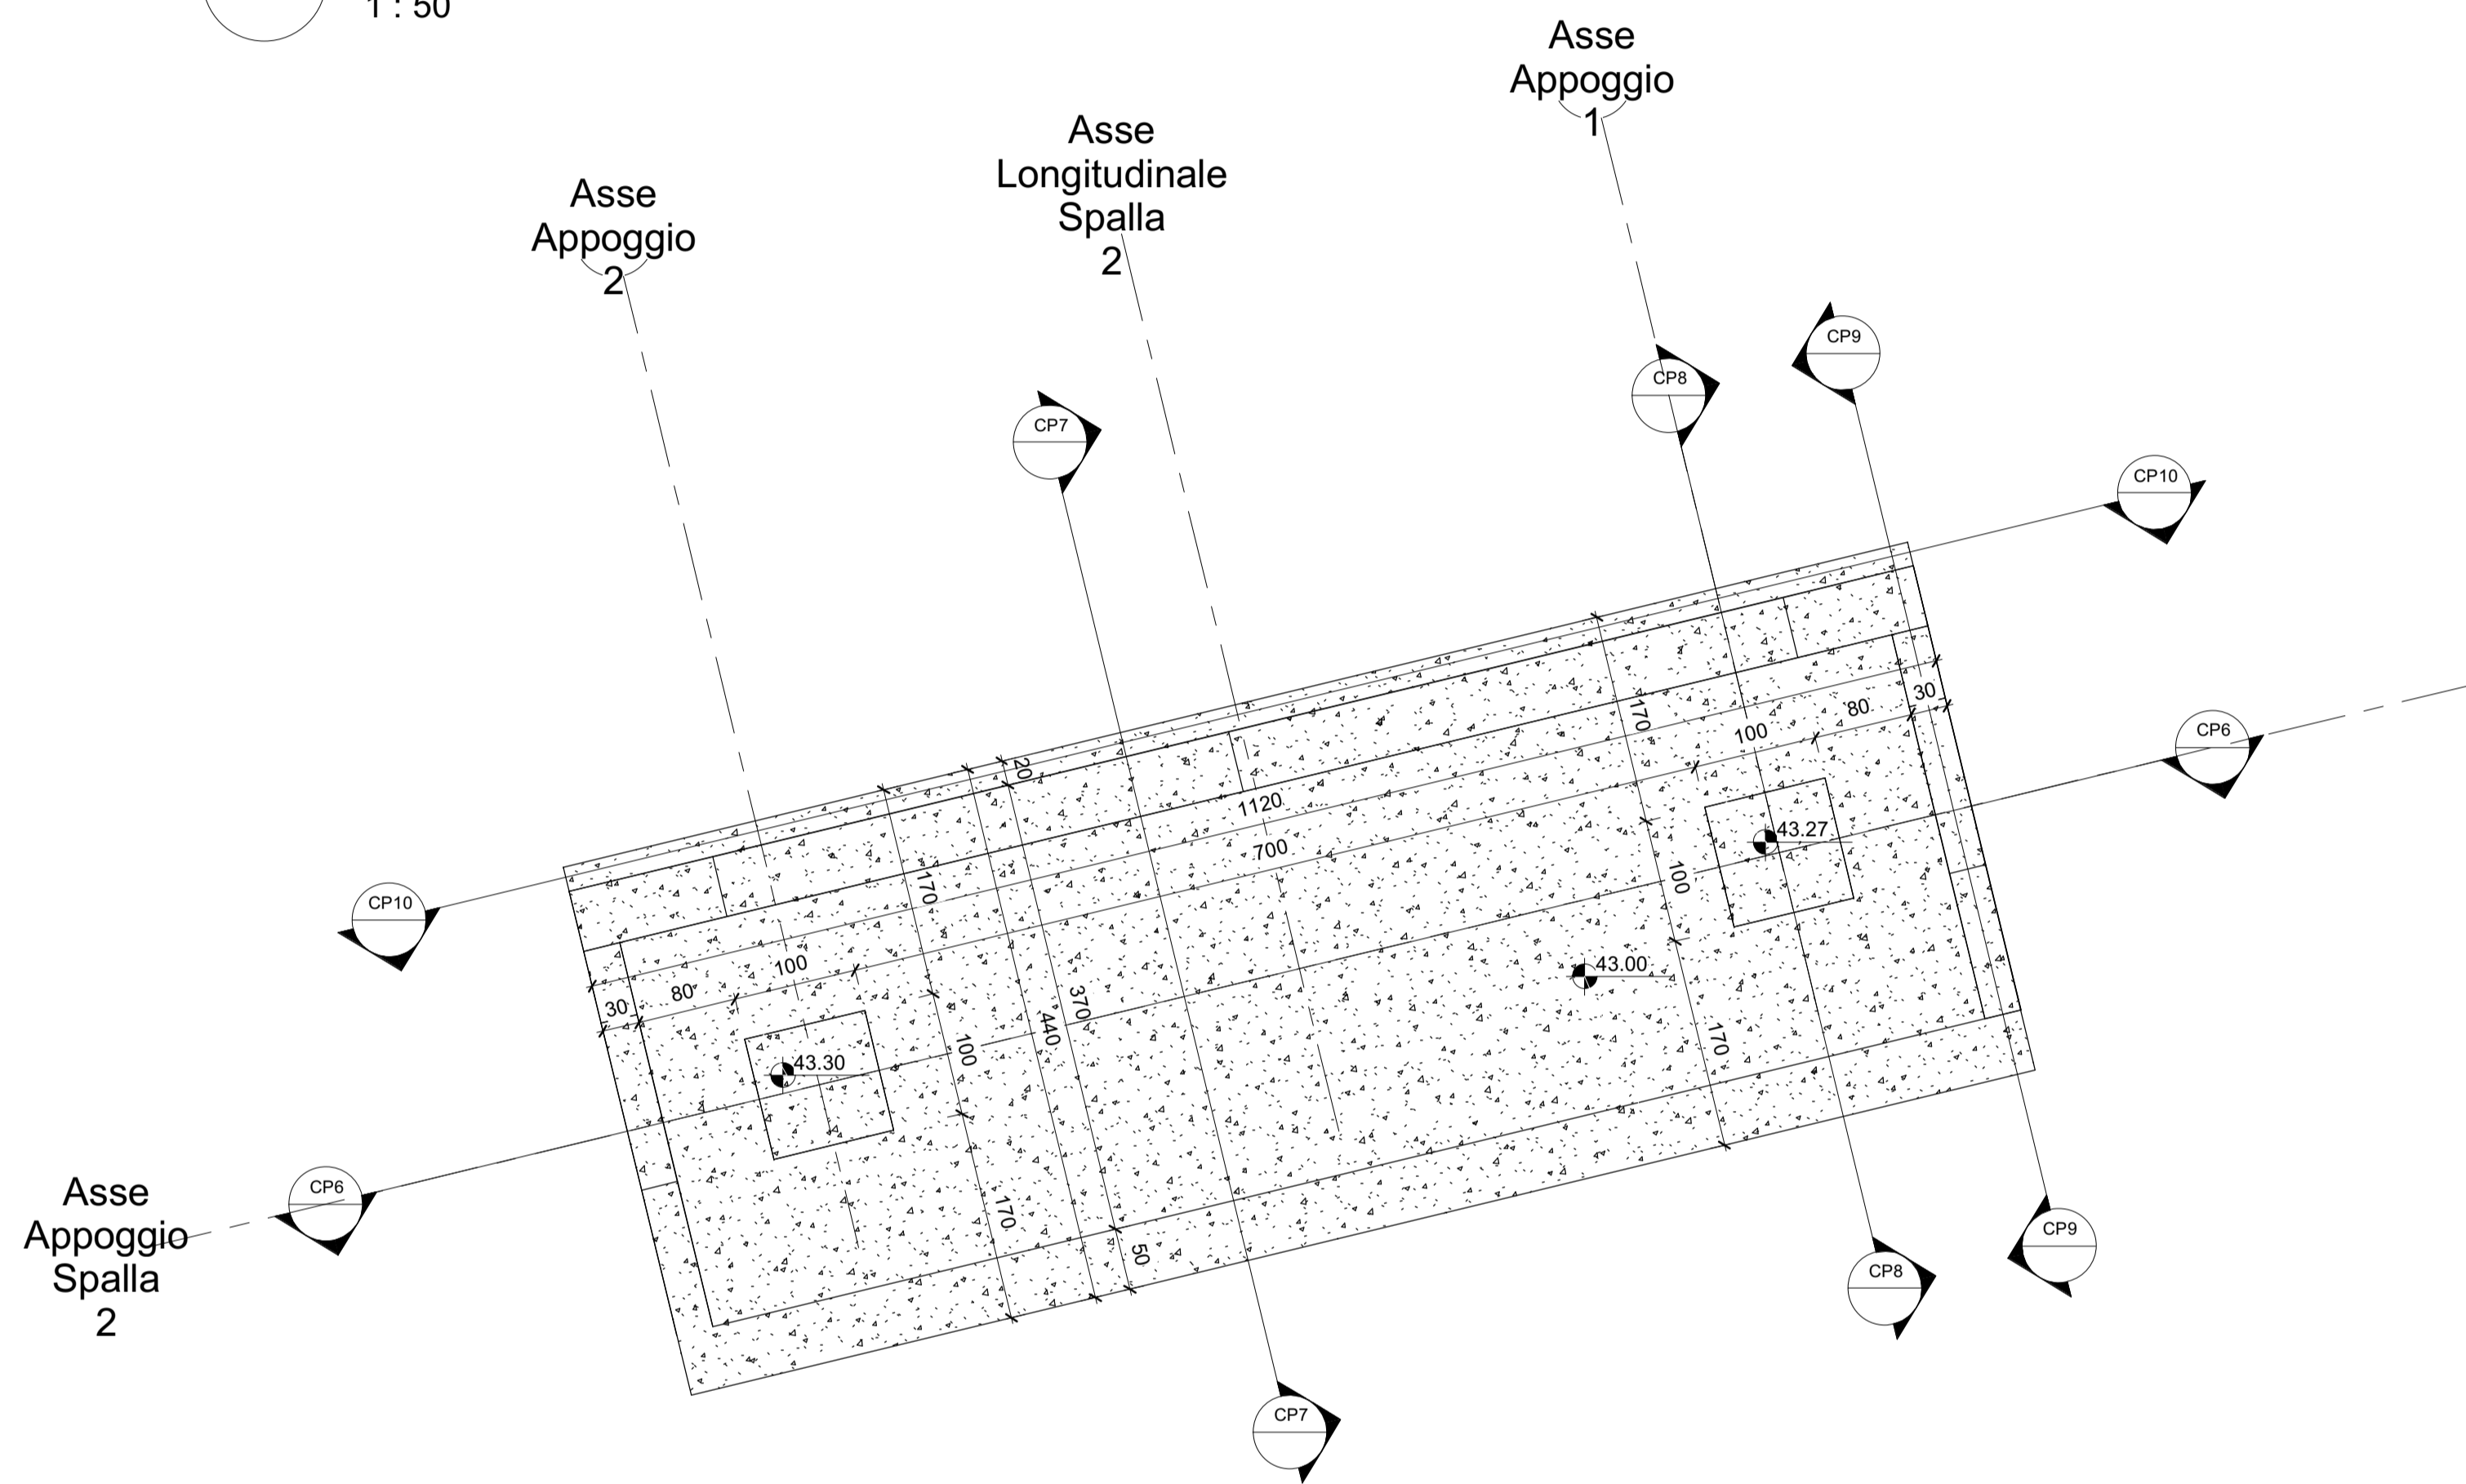 1 : 50
Asse
Appoggio
1
Asse
Longitudinale
Spalla
2
Asse
Appoggio
2
CP9
CP8
CP7
CP10
CP6
30
80
100
170
20
1120
700
43.27
170
100
43.00
CP10
100
80
30
370
440
100
170
43.30
170
50
CP6
Asse
Appoggio
Spalla
2
CP9
CP8
CP7